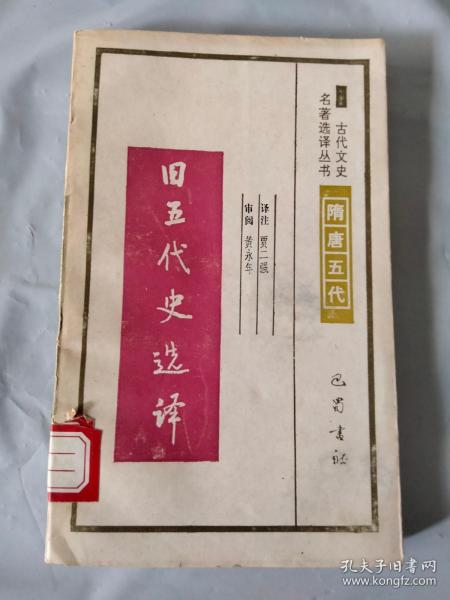 古代文史
名著选译丛书
隋唐五代
巴蜀书社
译注 贾二强
审阅 黄永年
旧五代史选译
孔夫子旧书网
www.kongfz.com